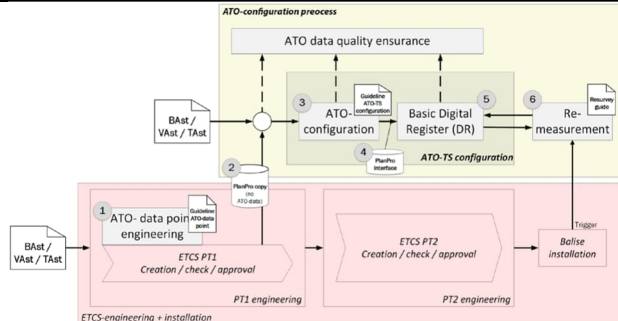 ATO-configuration preocess
ATO data quality ensurance
Guideline
ATO-TS
configuration
Resurvey
guide
3
5
6
BAst /
VAst / TAst
ATO-
configuration
Basic Digital
Register (DR)
Re-
measurement
4
PlanPro
interface
ATO-TS configuration
2
PlanPro copy
(no
ATO-data)
1
ATO- data poin
engineering
Guideline
ATO-data
point
Trigger
BAst /
VAst / TAst
ETCS PT1
Creation / check / approval
ETCS PT2
Creation / check / approval
Balise
installation
PT1 engineering
PT2 engineering
ETCS-engineering + installation